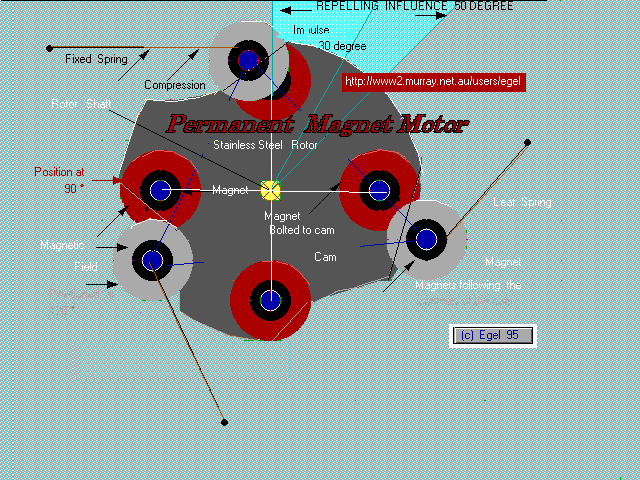 REPELLING INFLUENCE 50 DEGREE
Impulse
30 degree
Fixed Spring
Compression
http://www2.murray.net.au/users/egel
Rotor Shaft
Permanent Magnet Motor
Stainless Steel Rotor
Position at
90 °
Magnet
Leaf Spring
Magnet
Bolted to cam
Magnetic
Field
Cam
Magnet
Magnets following the
(c) Egel 95